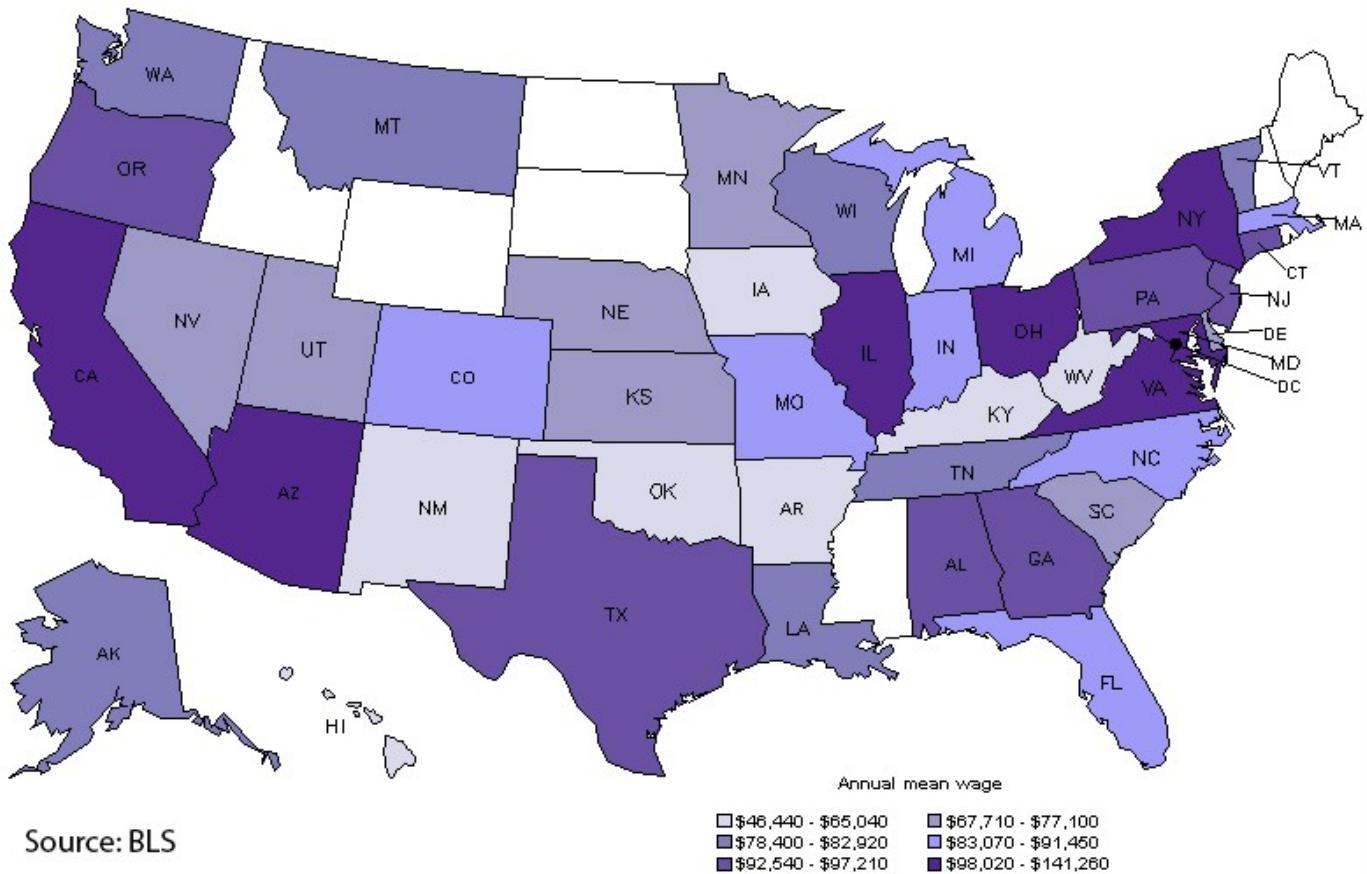 WA
MT
OR
MN
VT
WI
NY
MA
MI
CT
IA
PA
NJ
NE
NV
OH
DE
UT
IL
IN
MD
CA
CO
WV
DC
KS
MO
VA
KY
NC
TN
AZ
OK
NM
AR
SC
AL
GA
TX
LA
AK
FL
HI
Annual mean wage
$46,440 - $65,040
$67,710 - $77,100
$78,400 - $82,920
$83,070 - $91,450
$92,540 - $97,210
$98,020 - $141,260
Source: BLS